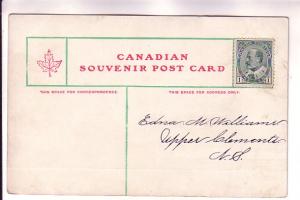 CANADIAN
SOUVENIR POST CARD
THIS SPACE FOR CORRESPONDENCE.
THIS SPACE FOR ADDRESS ONLY.
Edna M Williams
Upper Clements
N.S.